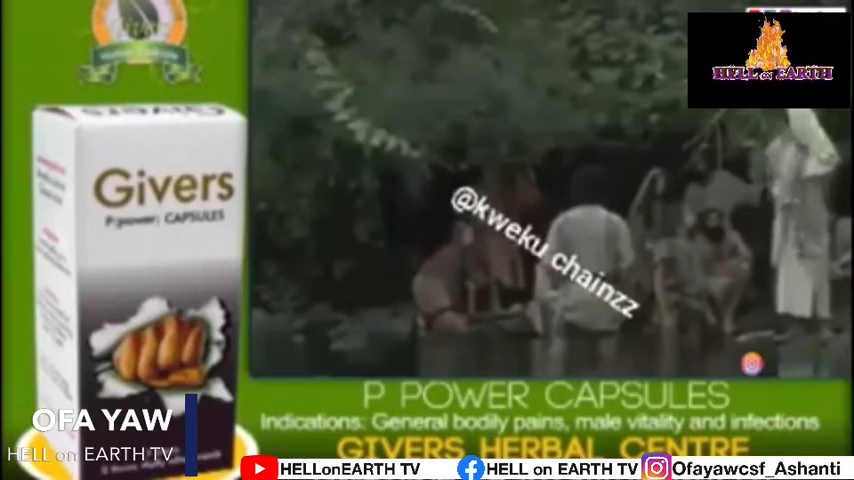 HELL on EARTH
GIVERS
Givers
P(power) CAPSULES
@kweku chainzz
P POWER CAPSULES
Indications: General bodily pains, male vitality and infections
GIVERS HERBAL CENTRE
OFA YAW
HELL on EARTH TV
HELLonEARTH TV
HELL on EARTH TV
Ofayawcsf_Ashanti